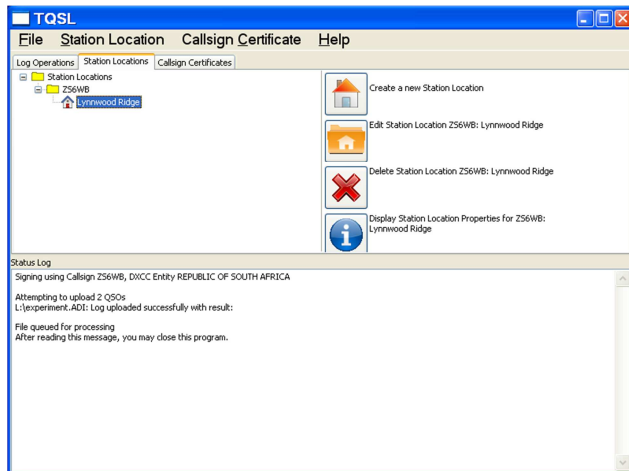 TQSL
File Station Location Callsign Certificate Help
Log Operations Station Locations Callsign Certificates
Station Locations
ZS6WB
Lynnwood Ridge
Create a new Station Location
Edit Station Location ZS6WB: Lynnwood Ridge
Delete Station Location ZS6WB: Lynnwood Ridge
Display Station Location Properties for ZS6WB:
Lynnwood Ridge
Status Log
Signing using Callsign ZS6WB, DXCC Entity REPUBLIC OF SOUTH AFRICA
Attempting to upload 2 QSOs
L:\experiment.ADI: Log uploaded successfully with result:
File queued for processing
After reading this message, you may close this program.